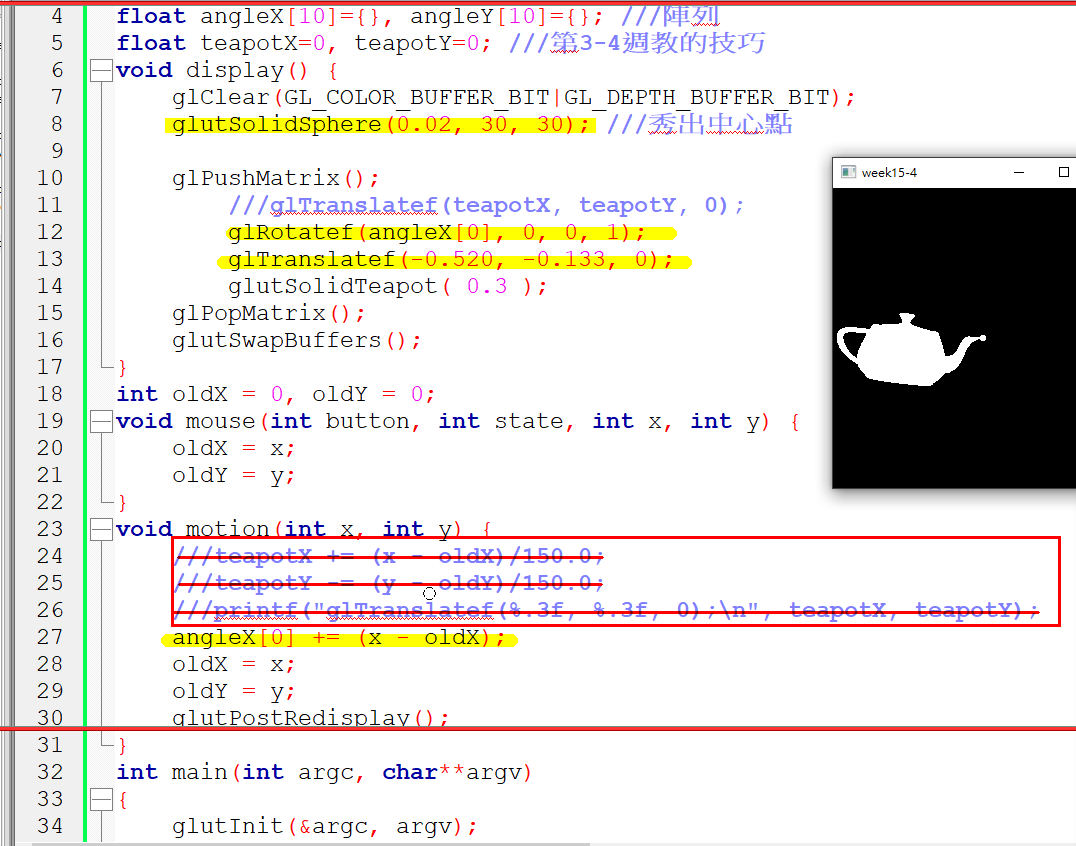 4 float angleX[10]={}, angleY[10]={}; ///陣列
5 float teapotX=0, teapotY=0; ///第3-4週教的技巧
6 void display() {
7 glClear(GL_COLOR_BUFFER_BIT|GL_DEPTH_BUFFER_BIT);
8 glutSolidSphere(0.02, 30, 30); ///秀出中心點
9
10 glPushMatrix();
11 ///glTranslatef(teapotX, teapotY, 0);
12 glRotatef(angleX[0], 0, 0, 1);
13 glTranslatef(-0.520, -0.133, 0);
14 glutSolidTeapot( 0.3 );
15 glPopMatrix();
16 glutSwapBuffers();
17 }
18 int oldX = 0, oldY = 0;
19 void mouse(int button, int state, int x, int y) {
20 oldX = x;
21 oldY = y;
22 }
23 void motion(int x, int y) {
24 ///teapotX += (x - oldX)/150.0;
25 ///teapotY -= (y - oldY)/150.0;
26 ///printf("glTranslatef(%.3f, %.3f, 0);\n", teapotX, teapotY);
27 angleX[0] += (x - oldX);
28 oldX = x;
29 oldY = y;
30 glutPostRedisplay();
31 }
32 int main(int argc, char**argv)
33 {
34 glutInit(&argc, argv);
week15-4